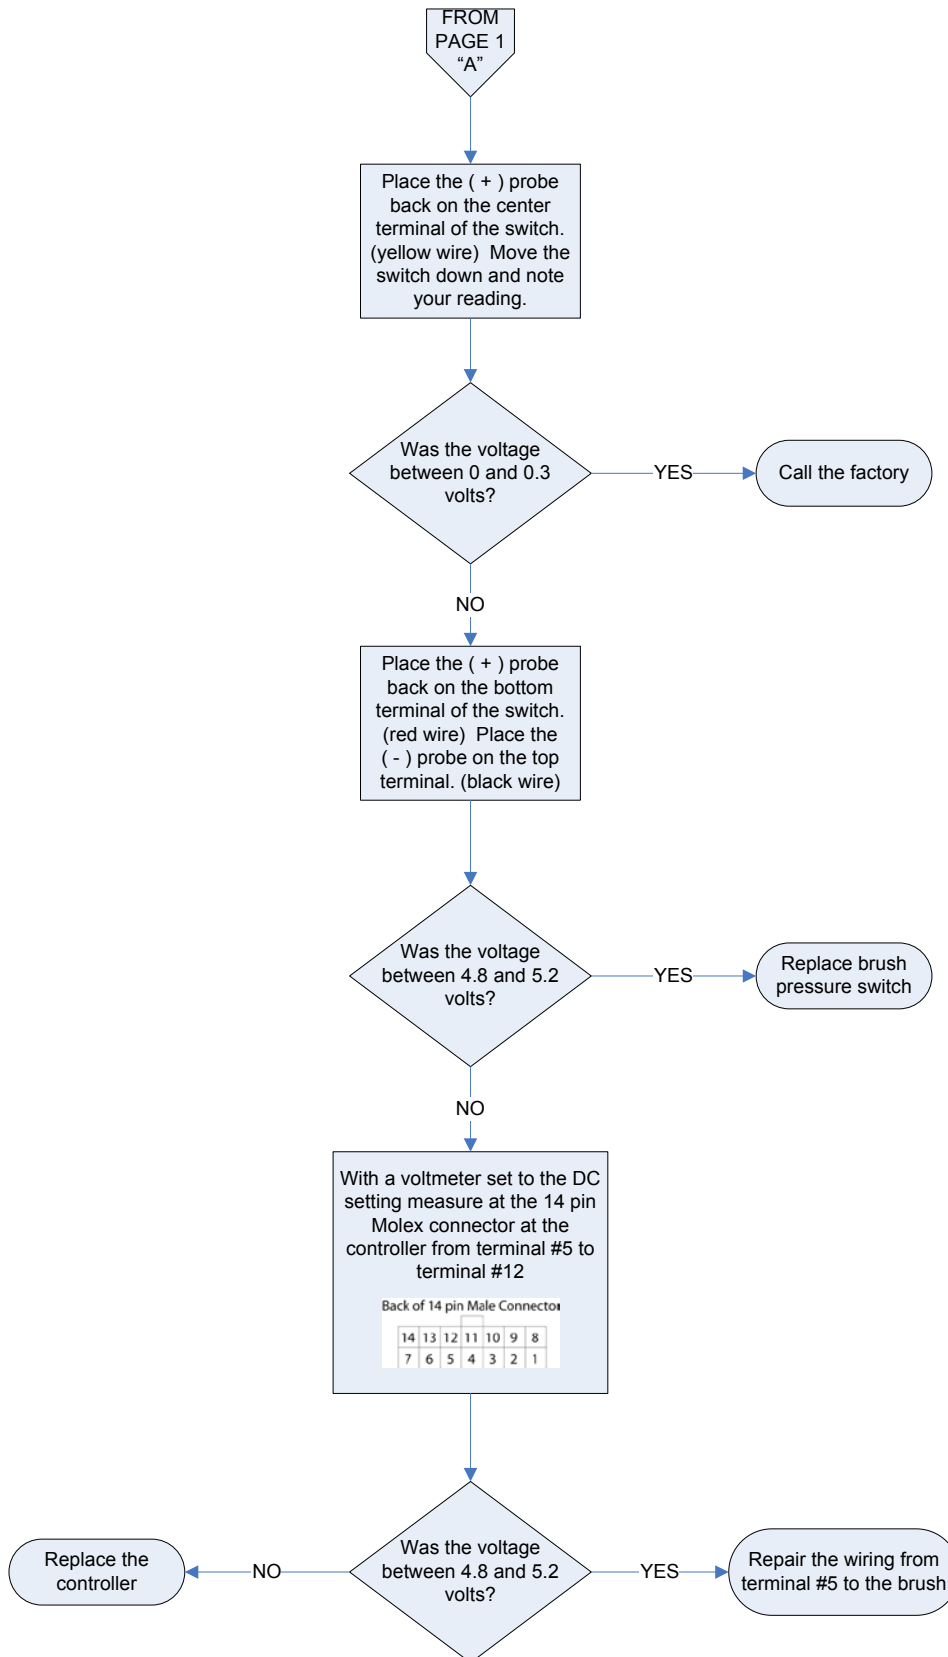 FROM
PAGE 1
“A”
Place the ( + ) probe
back on the center
terminal of the switch.
(yellow wire)  Move the
switch down and note
your reading.
Was the voltage
between 0 and 0.3
volts?
YES
Call the factory
NO
Place the ( + ) probe
back on the bottom
terminal of the switch.
(red wire)  Place the
( - ) probe on the top
terminal. (black wire)
Was the voltage
between 4.8 and 5.2
volts?
YES
Replace brush
pressure switch
NO
With a voltmeter set to the DC
setting measure at the 14 pin
Molex connector at the
controller from terminal #5 to
terminal #12
Back of 14 pin Male Connector
14 13 12 11 10 9 8
7 6 5 4 3 2 1
Replace the
controller
NO
Was the voltage
between 4.8 and 5.2
volts?
YES
Repair the wiring from
terminal #5 to the brush